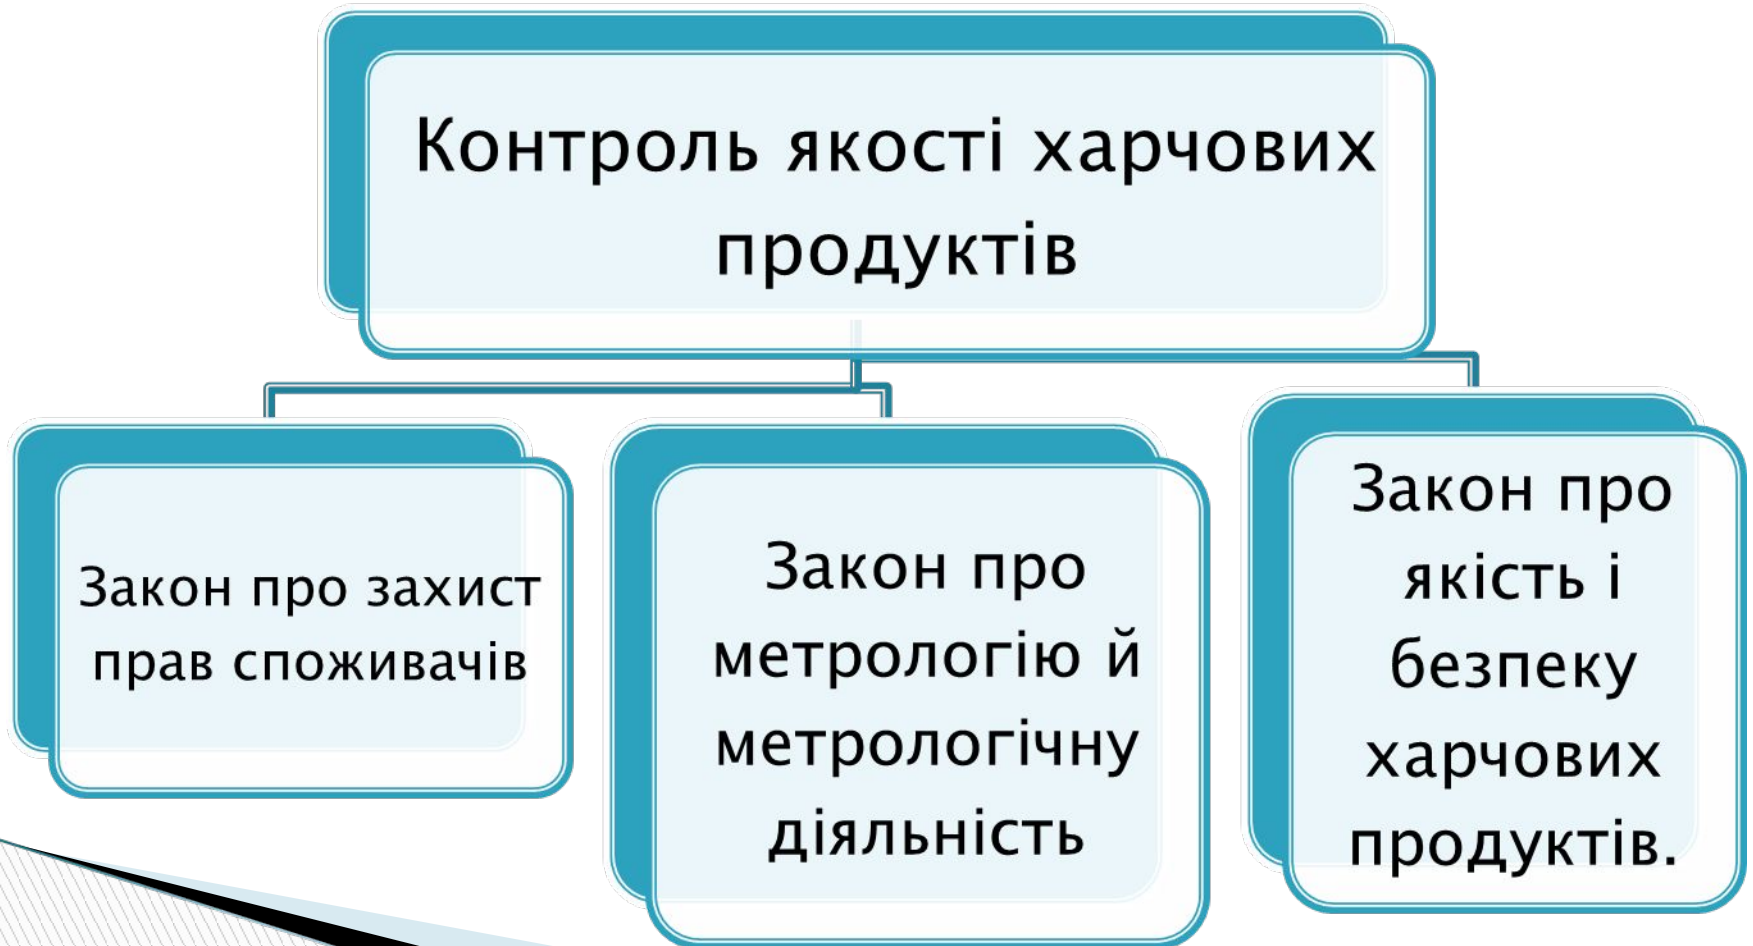 Контроль якості харчових
продуктів
Закон про захист
прав споживачів
Закон про
метрологію й
метрологічну
діяльність
Закон про
якість і
безпеку
харчових
продуктів.